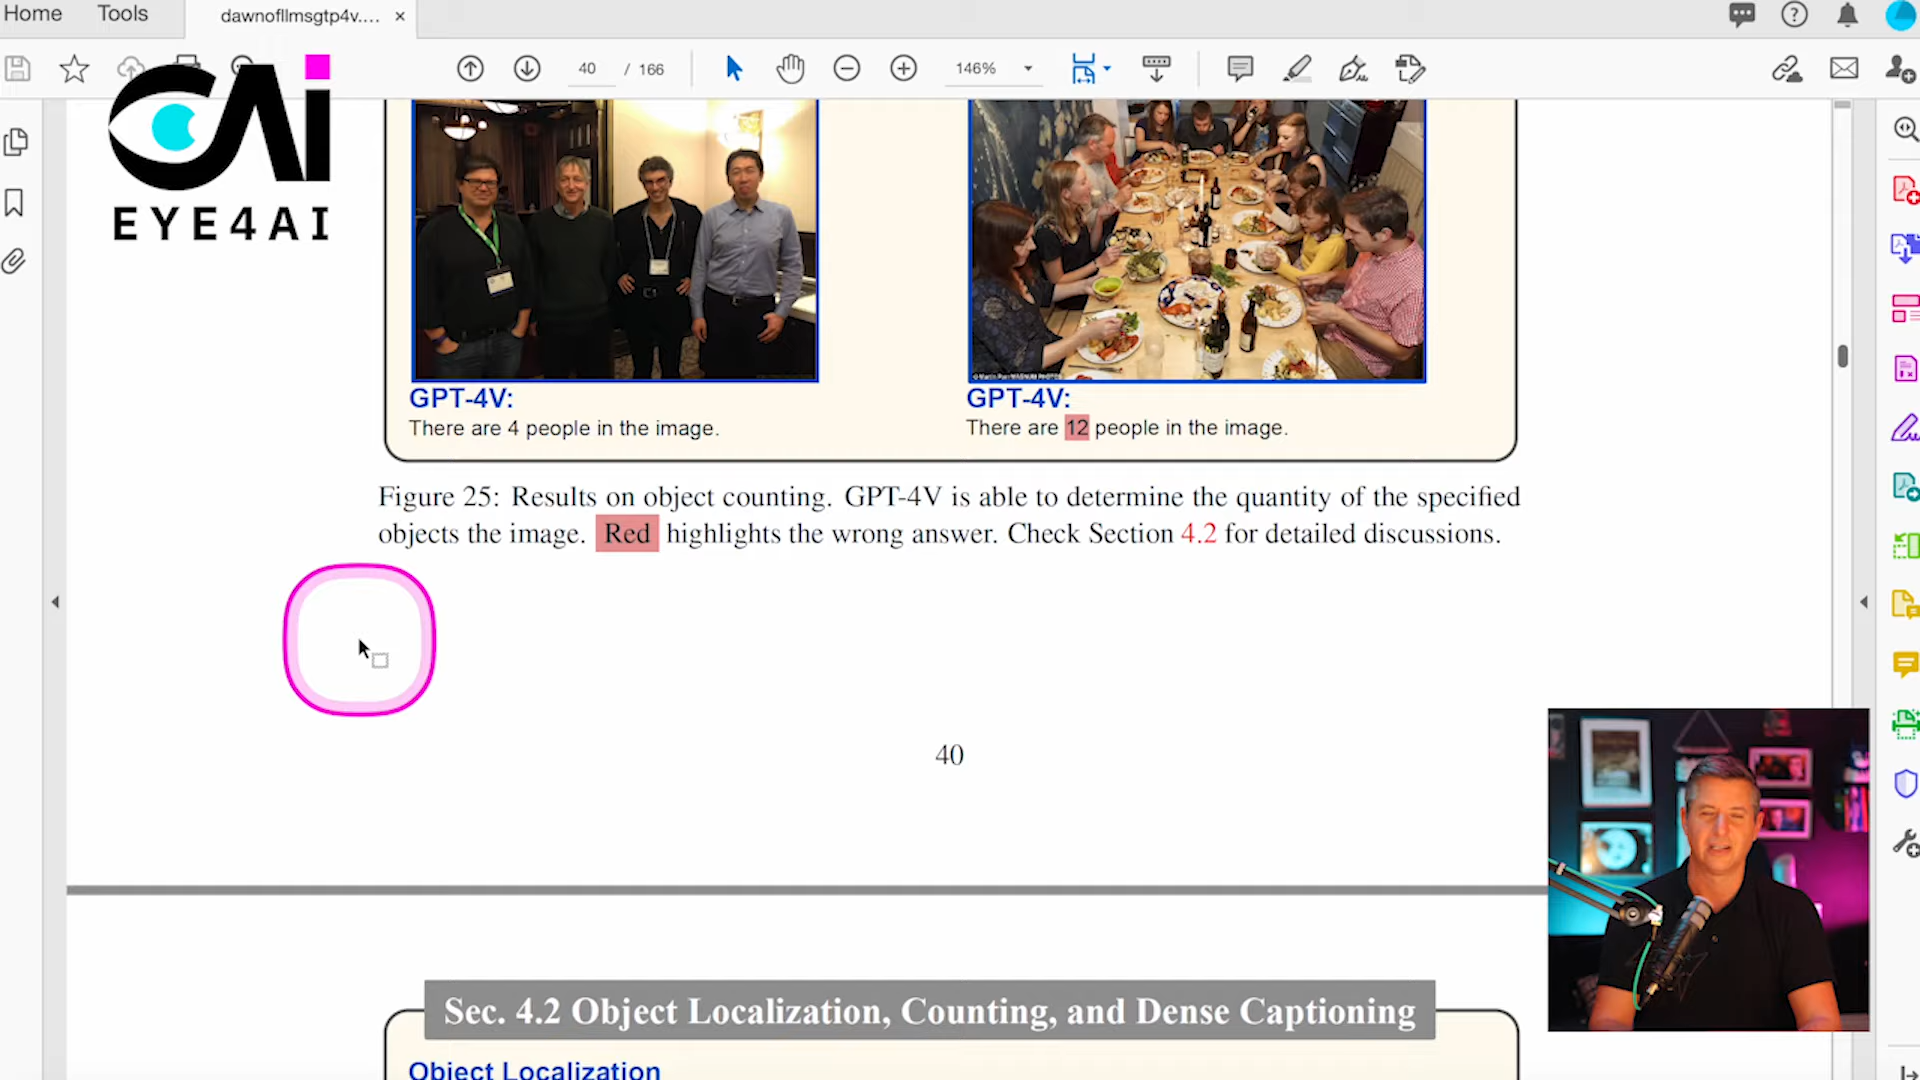 Home
Tools
dawnofllmsgtp4v....
40 / 166
146%
EYE4AI
GPT-4V:
There are 4 people in the image.
GPT-4V:
There are 12 people in the image.
Figure 25: Results on object counting. GPT-4V is able to determine the quantity of the specified
objects the image. Red highlights the wrong answer. Check Section 4.2 for detailed discussions.
40
Sec. 4.2 Object Localization, Counting, and Dense Captioning
Object Localization